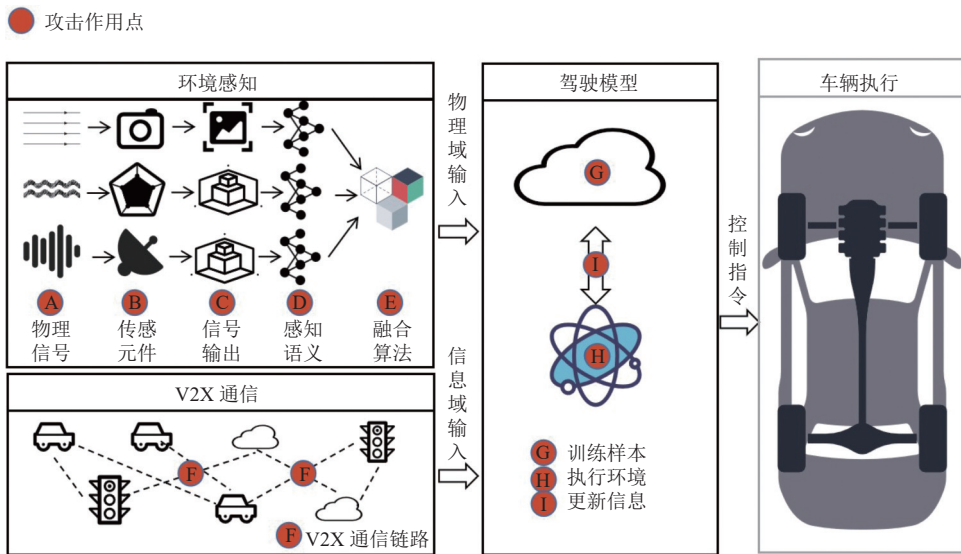 攻击作用点
环境感知
A
B
C
D
E
物理
信号
传感
元件
信号
输出
感知
语义
融合
算法
V2X 通信
F
F
F V2X 通信链路
物理域输入
信息域输入
驾驶模型
G
I
H
G 训练样本
H 执行环境
I 更新信息
控制指令
车辆执行